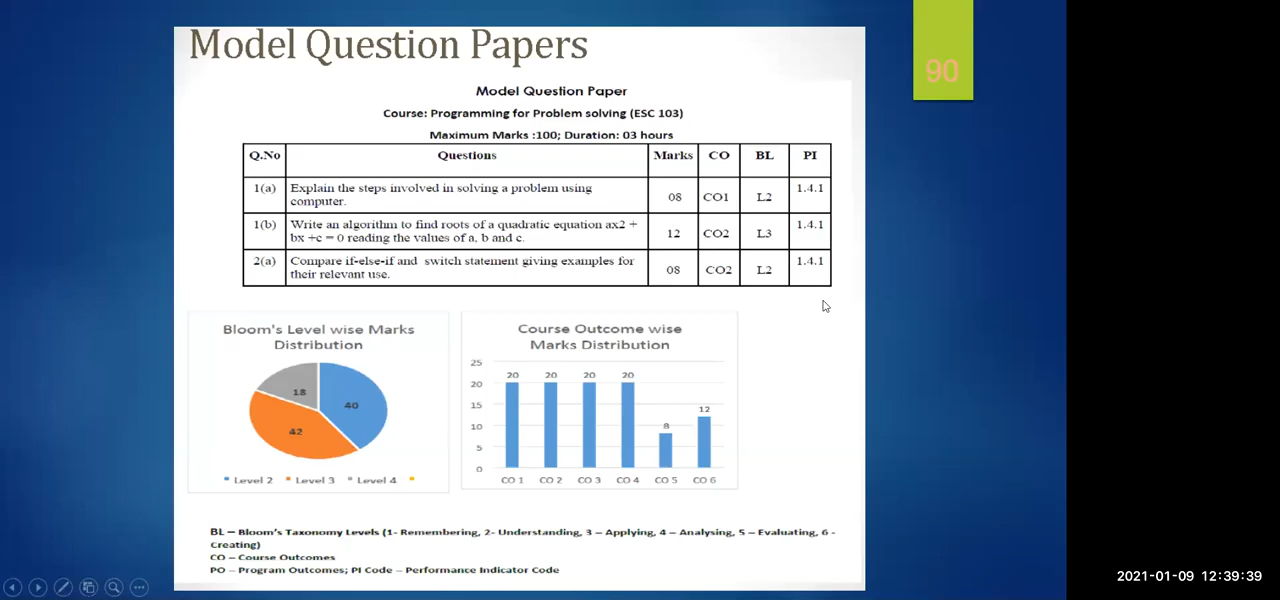 Model Question Papers
90
Model Question Paper
Course: Programming for Problem solving (ESC 103)
Maximum Marks :100; Duration: 03 hours
Q.No Questions Marks CO BL PI
1(a) Explain the steps involved in solving a problem using computer. 08 CO1 L2 1.4.1
1(b) Write an algorithm to find roots of a quadratic equation ax2 + bx +c = 0 reading the values of a, b and c. 12 CO2 L3 1.4.1
2(a) Compare if-else-if and switch statement giving examples for their relevant use. 08 CO2 L2 1.4.1
Bloom's Level wise Marks
Distribution
18
40
42
Level 2 Level 3 Level 4
Course Outcome wise
Marks Distribution
25
20
15
10
5
0
20 20 20 20 8 12
CO 1 CO 2 CO 3 CO 4 CO 5 CO 6
BL – Bloom's Taxonomy Levels (1- Remembering, 2- Understanding, 3 – Applying, 4 – Analysing, 5 – Evaluating, 6 -
Creating)
CO – Course Outcomes
PO – Program Outcomes; PI Code – Performance Indicator Code
2021-01-09 12:39:39